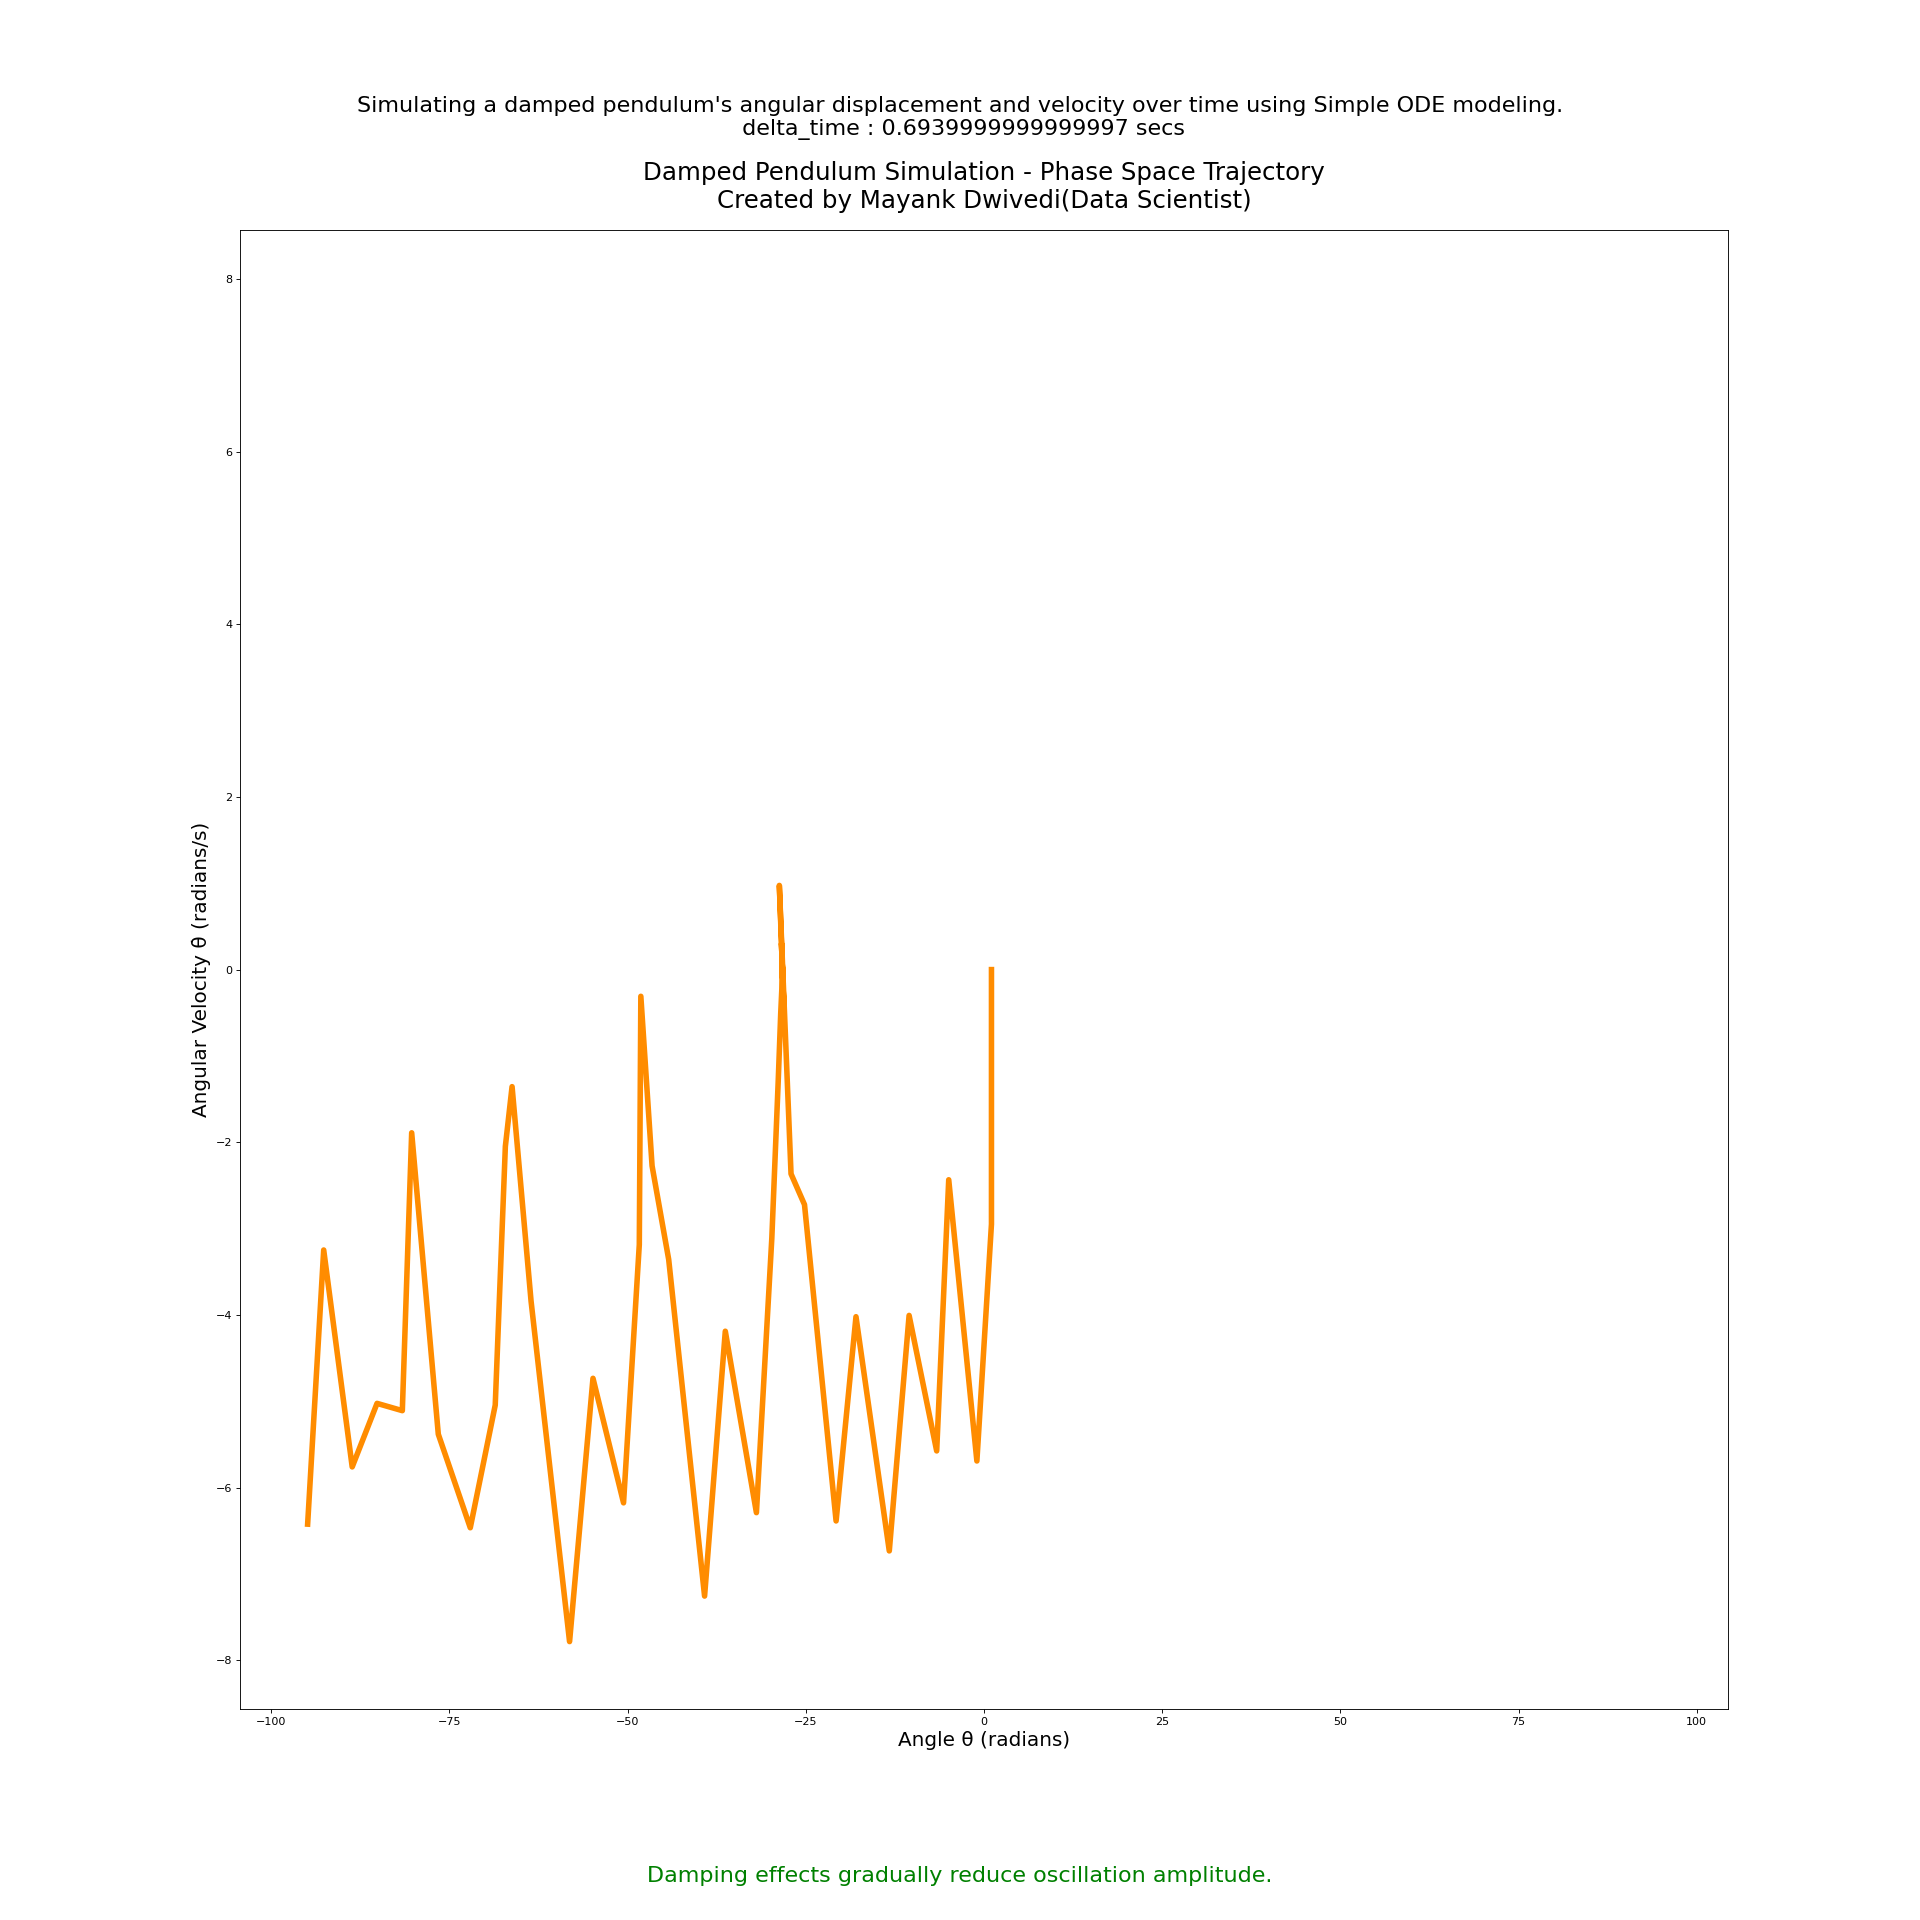 Simulating a damped pendulum's angular displacement and velocity over time using Simple ODE modeling.
delta_time : 0.6939999999999997 secs
Damped Pendulum Simulation - Phase Space Trajectory
Created by Mayank Dwivedi(Data Scientist)
8
6
4
2
0
−2
−4
−6
−8
Angular Velocity θ (radians/s)
−100
−75
−50
−25
0
25
50
75
100
Angle θ (radians)
Damping effects gradually reduce oscillation amplitude.